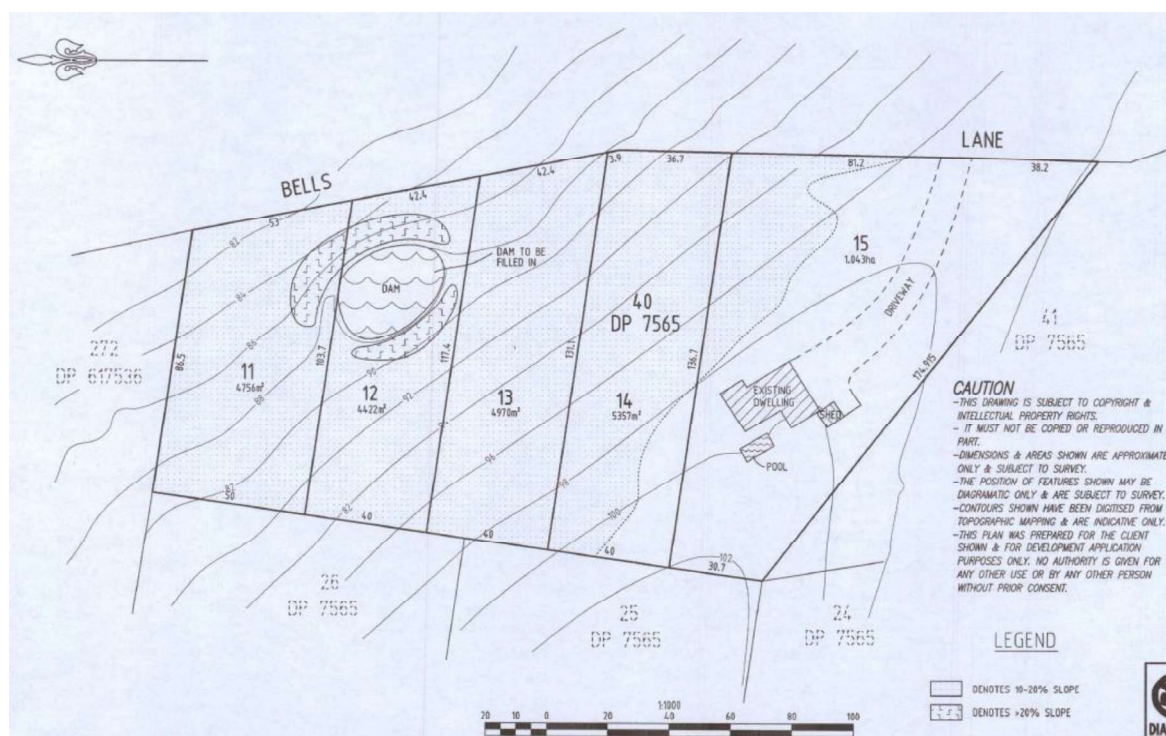 BELLS
LANE
42.4
42.4
3.9
36.7
81.2
38.2
53
82
84
86
88
90
92
96
98
100
102
87
82
DAM TO BE
FILLED IN
DAM
86.5
103.7
117.4
131.1
136.7
174.915
11
4756m²
12
4422m²
13
4970m²
14
5357m²
15
1.043ha
40
DP 7565
DRIVEWAY
EXISTING
DWELLING
SHED
POOL
50
40
40
40
30.7
272
DP 617536
26
DP 7565
25
DP 7565
24
DP 7565
41
DP 7565
CAUTION
-THIS DRAWING IS SUBJECT TO COPYRIGHT &
INTELLECTUAL PROPERTY RIGHTS.
- IT MUST NOT BE COPIED OR REPRODUCED IN
PART.
-DIMENSIONS & AREAS SHOWN ARE APPROXIMATE
ONLY & SUBJECT TO SURVEY.
-THE POSITION OF FEATURES SHOWN MAY BE
DIAGRAMATIC ONLY & ARE SUBJECT TO SURVEY.
-CONTOURS SHOWN HAVE BEEN DIGITISED FROM
TOPOGRAPHIC MAPPING & ARE INDICATIVE ONLY.
-THIS PLAN WAS PREPARED FOR THE CLIENT
SHOWN & FOR DEVELOPMENT APPLICATION
PURPOSES ONLY. NO AUTHORITY IS GIVEN FOR
ANY OTHER USE OR BY ANY OTHER PERSON
WITHOUT PRIOR CONSENT.
LEGEND
DENOTES 10-20% SLOPE
DENOTES >20% SLOPE
1:1000
20 10 0 20 40 60 80 100